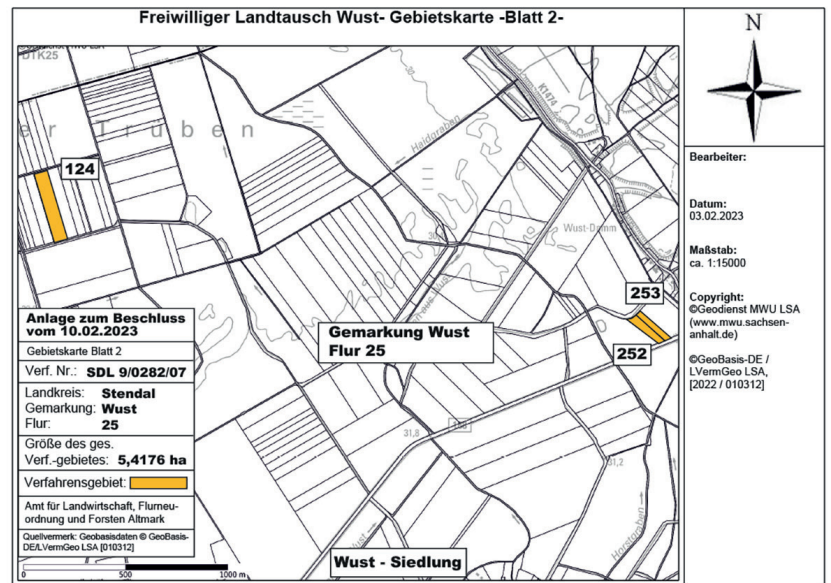 Freiwilliger Landtausch Wust- Gebietskarte -Blatt 2-
N
DTK25
er Trüben
124
Haidgraben
K1474
Wust-Damm
253
252
Gemarkung Wust
Flur 25
31,8
31,2
Horstgraben
Wust - Siedlung
Anlage zum Beschluss
vom 10.02.2023
Gebietskarte Blatt 2
Verf. Nr.: SDL 9/0282/07
Landkreis: Stendal
Gemarkung: Wust
Flur: 25
Größe des ges.
Verf.-gebietes: 5,4176 ha
Verfahrensgebiet:
Amt für Landwirtschaft, Flurneu-
ordnung und Forsten Altmark
Quellvermerk: Geobasisdaten © GeoBasis-
DE/LVermGeo LSA [010312]
0 500 1000 m
Bearbeiter:
Datum:
03.02.2023
Maßstab:
ca. 1:15000
Copyright:
©Geodienst MWU LSA
(www.mwu.sachsen-
anhalt.de)
©GeoBasis-DE /
LVermGeo LSA,
[2022 / 010312]